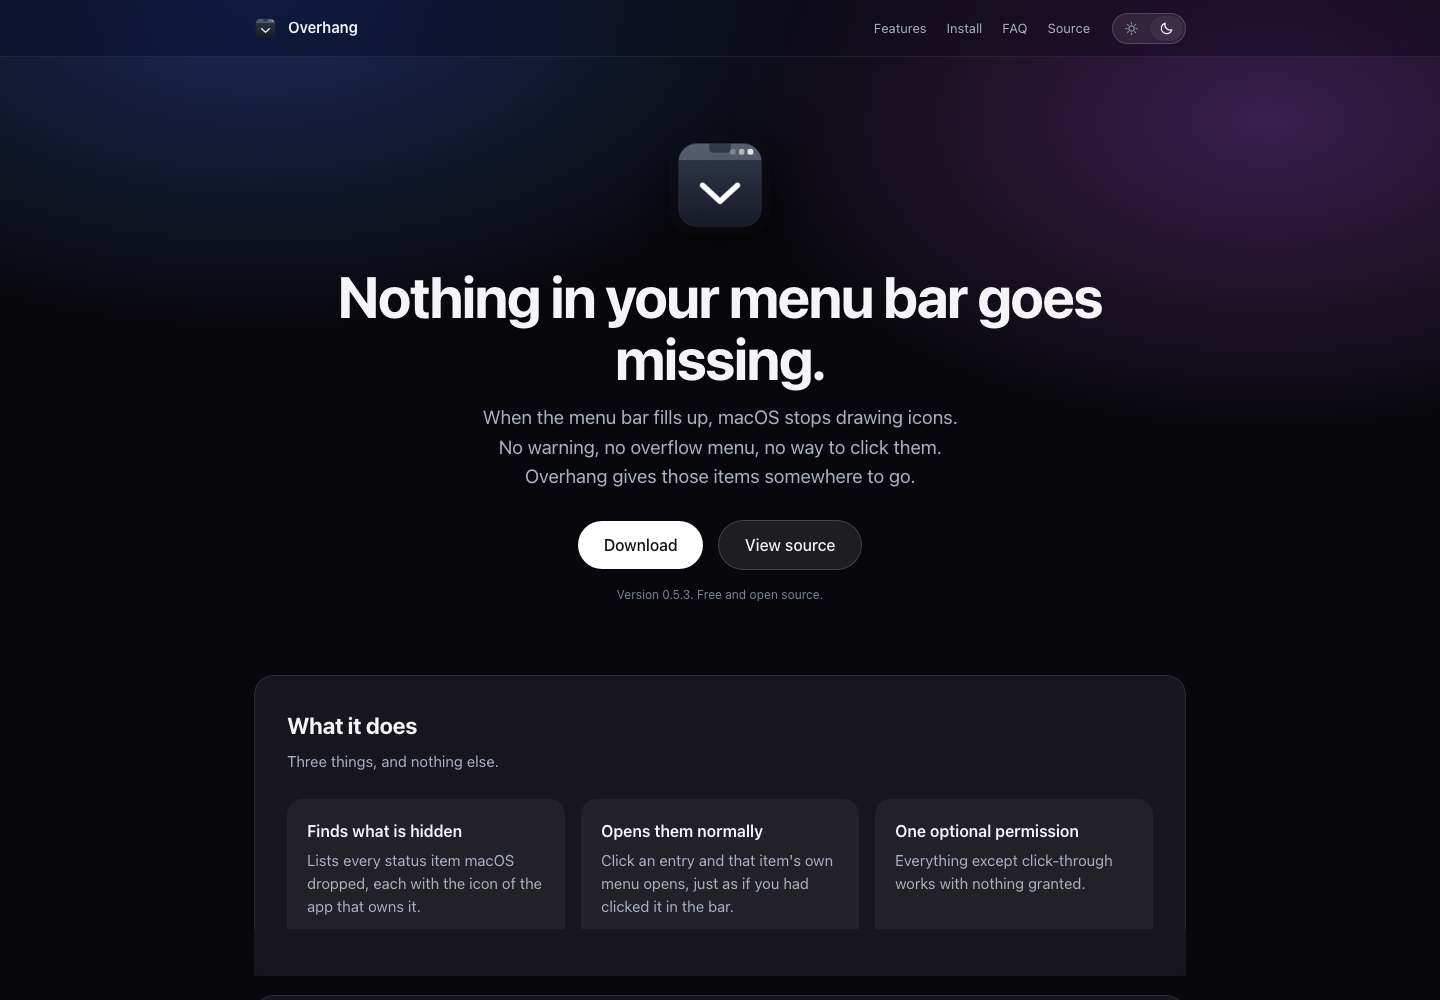 Overhang
Features
Install
FAQ
Source
Nothing in your menu bar goes
missing.
When the menu bar fills up, macOS stops drawing icons.
No warning, no overflow menu, no way to click them.
Overhang gives those items somewhere to go.
Download
View source
Version 0.5.3. Free and open source.
What it does
Three things, and nothing else.
Finds what is hidden
Lists every status item macOS
dropped, each with the icon of the
app that owns it.
Opens them normally
Click an entry and that item's own
menu opens, just as if you had
clicked it in the bar.
One optional permission
Everything except click-through
works with nothing granted.